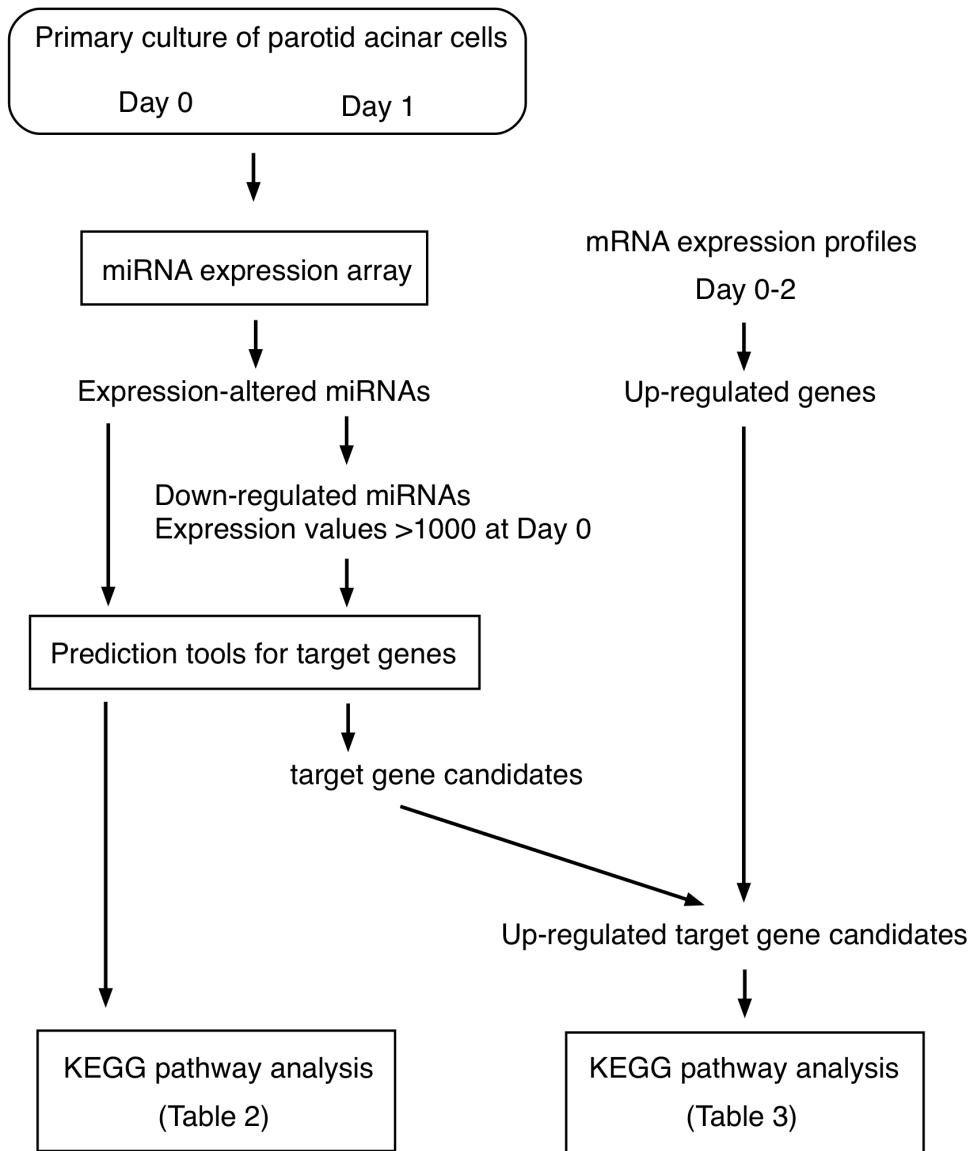 Primary culture of parotid acinar cells
Day 0
Day 1
miRNA expression array
mRNA expression profiles
Day 0-2
Expression-altered miRNAs
Up-regulated genes
Down-regulated miRNAs
Expression values >1000 at Day 0
Prediction tools for target genes
target gene candidates
Up-regulated target gene candidates
KEGG pathway analysis
(Table 2)
KEGG pathway analysis
(Table 3)